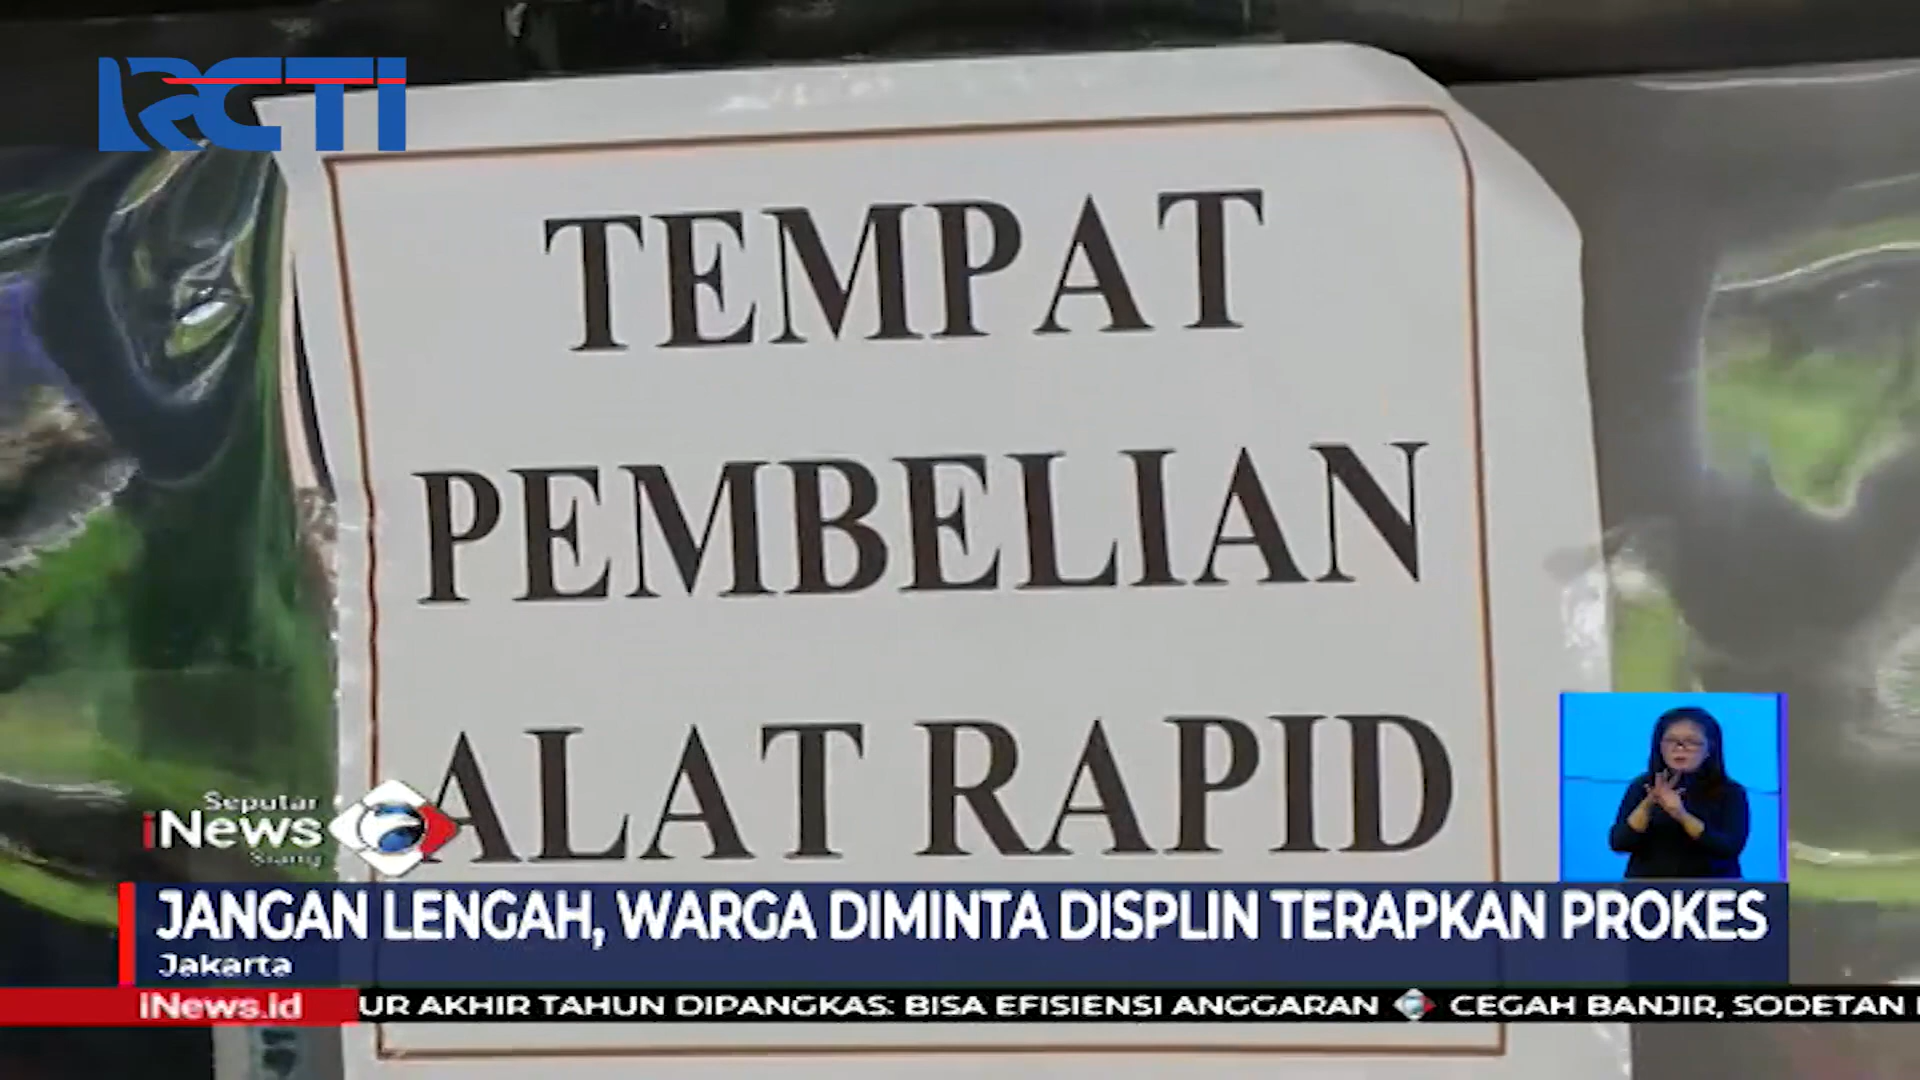 RCTI
TEMPAT
PEMBELIAN
ALAT RAPID
Seputar
iNews
Siang
JANGAN LENGAH, WARGA DIMINTA DISPLIN TERAPKAN PROKES
Jakarta
iNews.id UR AKHIR TAHUN DIPANGKAS: BISA EFISIENSI ANGGARAN CEGAH BANJIR, SODETAN